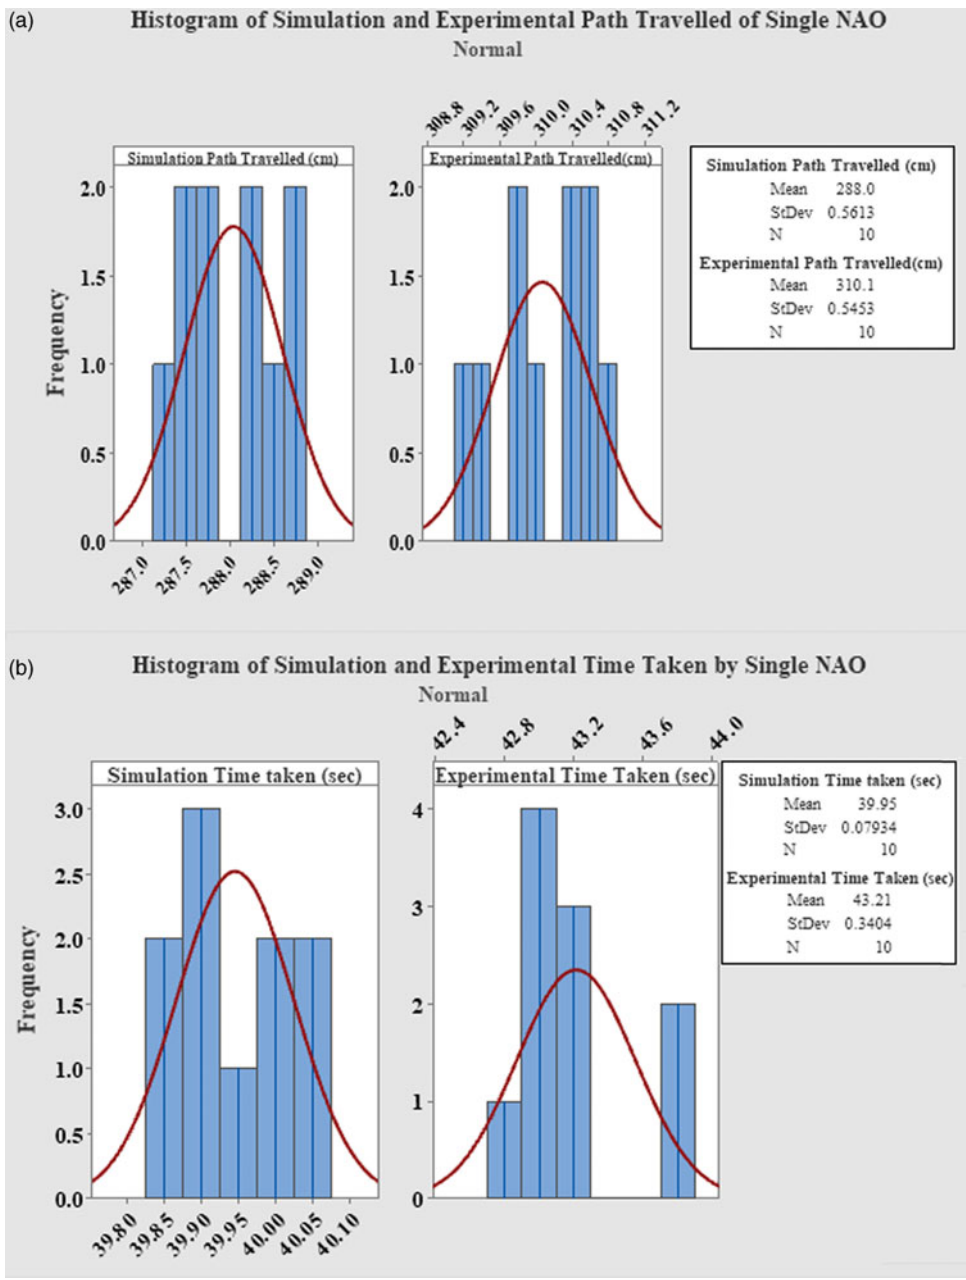 (a)
Histogram of Simulation and Experimental Path Travelled of Single NAO
Normal
308.8 309.2 309.6 310.0 310.4 310.8 311.2
Simulation Path Travelled (cm)
Experimental Path Travelled(cm)
2.0
1.5
1.0
0.5
0.0
Frequency
287.0 287.5 288.0 288.5 289.0
2.0
1.5
1.0
0.5
0.0
Simulation Path Travelled (cm)
Mean 288.0
StDev 0.5613
N 10
Experimental Path Travelled(cm)
Mean 310.1
StDev 0.5453
N 10
(b)
Histogram of Simulation and Experimental Time Taken by Single NAO
Normal
42.4 42.8 43.2 43.6 44.0
Simulation Time taken (sec)
Experimental Time Taken (sec)
3.0
2.5
2.0
1.5
1.0
0.5
0.0
Frequency
39.80 39.85 39.90 39.95 40.00 40.05 40.10
4
3
2
1
0
Simulation Time taken (sec)
Mean 39.95
StDev 0.07934
N 10
Experimental Time Taken (sec)
Mean 43.21
StDev 0.3404
N 10